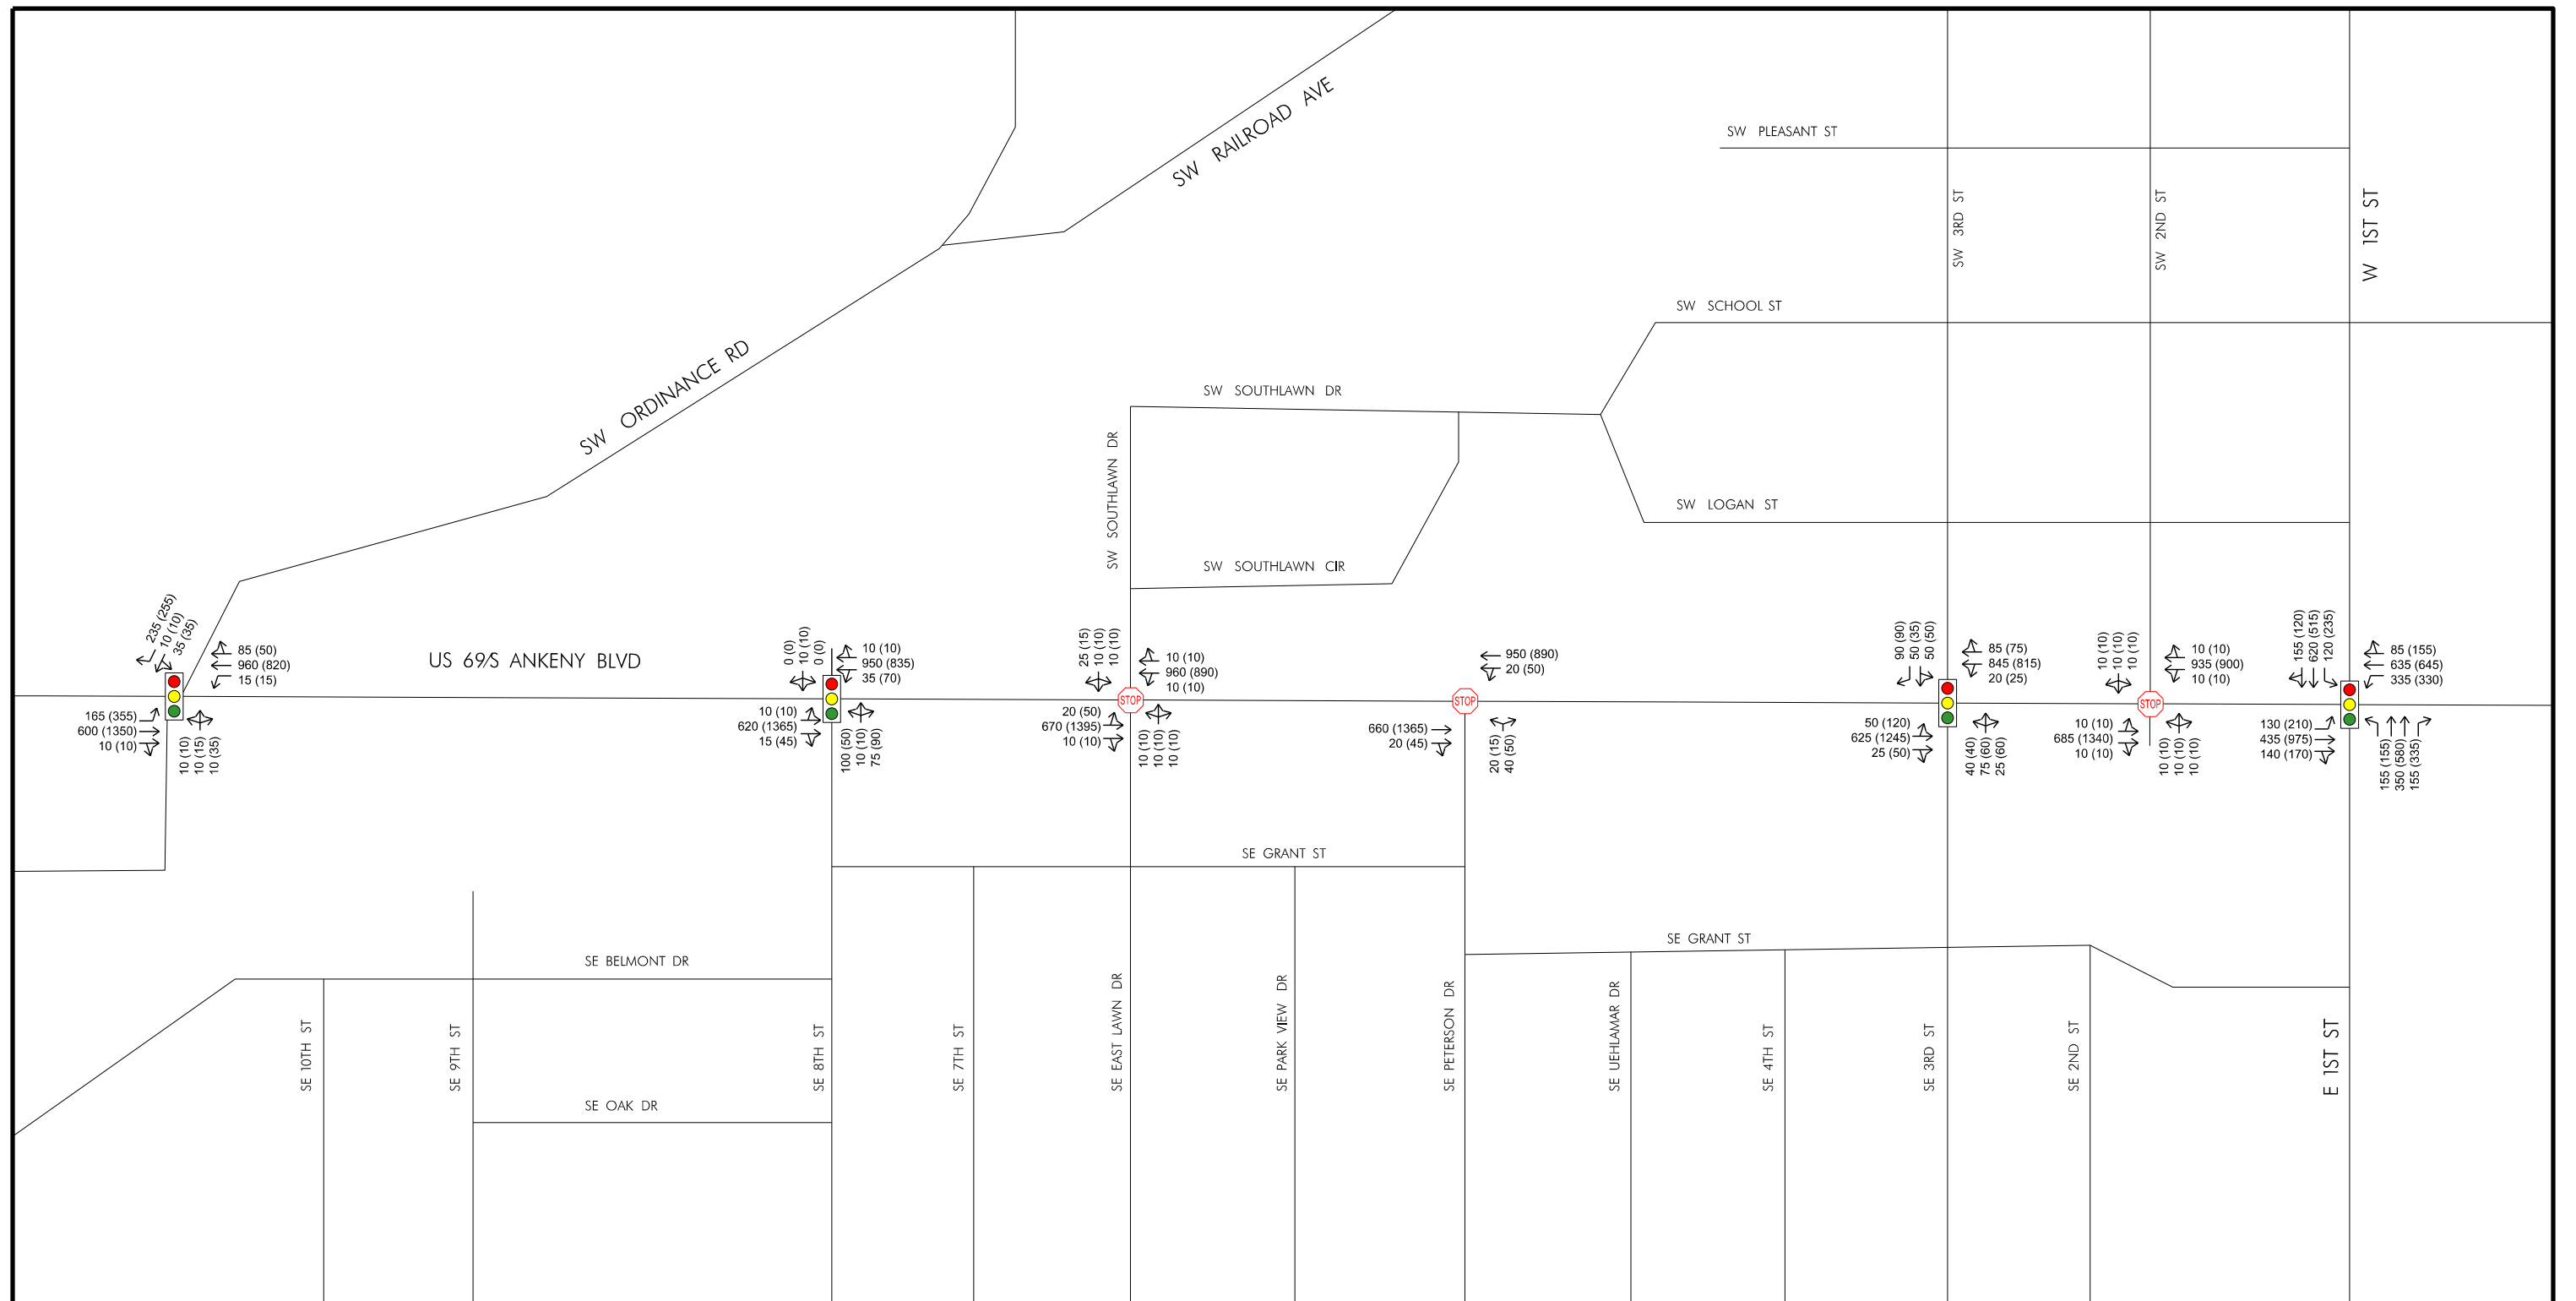 SW RAILROAD AVE
SW PLEASANT ST
SW 3RD ST
SW 2ND ST
W 1ST ST
SW SCHOOL ST
SW ORDINANCE RD
SW SOUTHLAWN DR
SW SOUTHLAWN DR
SW LOGAN ST
SW SOUTHLAWN CIR
US 69/S ANKENY BLVD
235 (255)
10 (10)
35 (35)
85 (50)
960 (820)
15 (15)
165 (355)
600 (1350)
10 (10)
10 (10)
10 (15)
10 (35)
0 (0)
10 (10)
0 (0)
10 (10)
950 (835)
35 (70)
10 (10)
620 (1365)
15 (45)
100 (50)
10 (10)
75 (90)
25 (15)
10 (10)
10 (10)
10 (10)
960 (890)
10 (10)
STOP
20 (50)
670 (1395)
10 (10)
10 (10)
10 (10)
10 (10)
950 (890)
20 (50)
STOP
660 (1365)
20 (45)
20 (15)
40 (50)
90 (90)
50 (35)
50 (50)
85 (75)
845 (815)
20 (25)
50 (120)
625 (1245)
25 (50)
40 (40)
75 (60)
25 (60)
10 (10)
10 (10)
10 (10)
10 (10)
935 (900)
10 (10)
STOP
10 (10)
685 (1340)
10 (10)
10 (10)
10 (10)
10 (10)
155 (120)
620 (515)
120 (235)
85 (155)
635 (645)
335 (330)
130 (210)
435 (975)
140 (170)
155 (155)
350 (580)
155 (335)
SE GRANT ST
SE GRANT ST
SE BELMONT DR
SE OAK DR
SE 10TH ST
SE 9TH ST
SE 8TH ST
SE 7TH ST
SE EAST LAWN DR
SE PARK VIEW DR
SE PETERSON DR
SE UEHLAMAR DR
SE 4TH ST
SE 3RD ST
SE 2ND ST
E 1ST ST